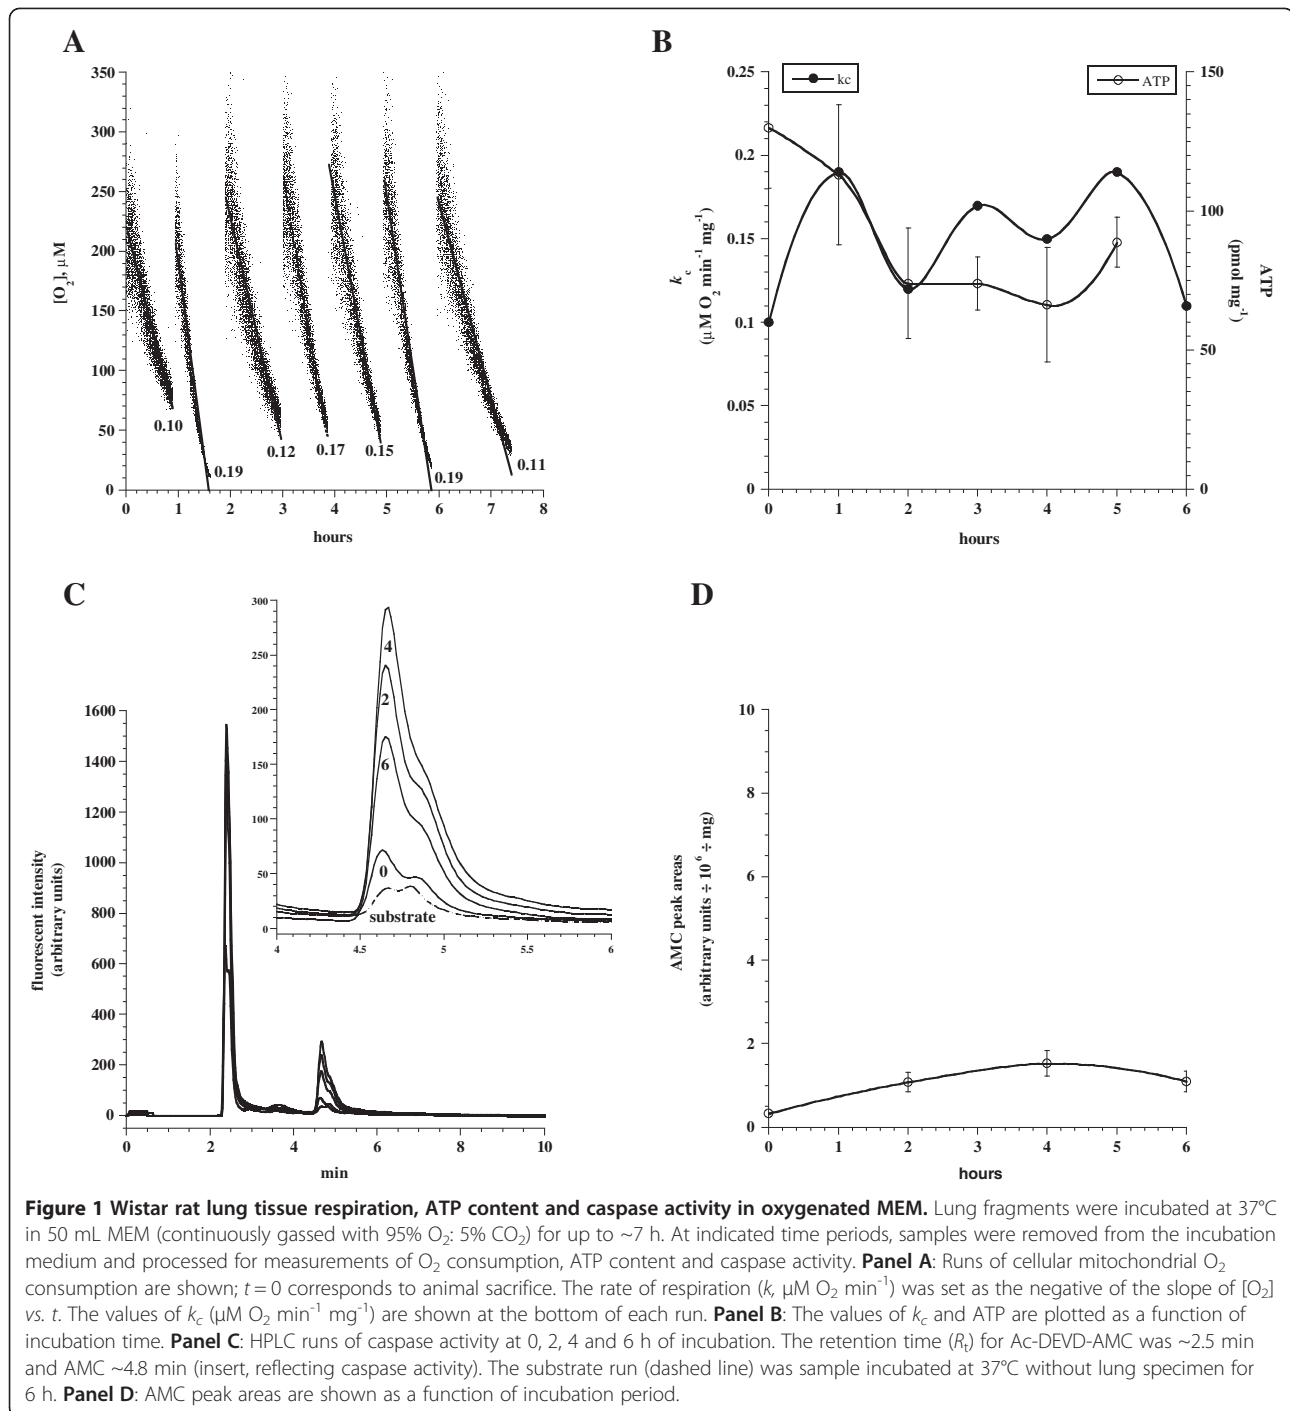 A
350
300
250
200
150
100
50
0
[O₂], μM
0.10
0.19
0.12
0.17
0.15
0.19
0.11
0 1 2 3 4 5 6 7 8
hours
B
kc
ATP
0.25
0.2
0.15
0.1
0.05
0
k_c
(μM O₂ min⁻¹ mg⁻¹)
150
100
50
0
ATP
(pmol mg⁻¹)
0 1 2 3 4 5 6
hours
C
1600
1400
1200
1000
800
600
400
200
0
fluorescent intensity
(arbitrary units)
0 2 4 6 8 10
min
300
250
200
150
100
50
0
4
2
6
0
substrate
4 4.5 5 5.5 6
D
10
8
6
4
2
0
AMC peak areas
(arbitrary units ÷ 10⁶ ÷ mg)
0 1 2 3 4 5 6
hours
Figure 1 Wistar rat lung tissue respiration, ATP content and caspase activity in oxygenated MEM. Lung fragments were incubated at 37°C
in 50 mL MEM (continuously gassed with 95% O₂: 5% CO₂) for up to ~7 h. At indicated time periods, samples were removed from the incubation
medium and processed for measurements of O₂ consumption, ATP content and caspase activity. Panel A: Runs of cellular mitochondrial O₂
consumption are shown; t = 0 corresponds to animal sacrifice. The rate of respiration (k, μM O₂ min⁻¹) was set as the negative of the slope of [O₂]
vs. t. The values of k_c (μM O₂ min⁻¹ mg⁻¹) are shown at the bottom of each run. Panel B: The values of k_c and ATP are plotted as a function of
incubation time. Panel C: HPLC runs of caspase activity at 0, 2, 4 and 6 h of incubation. The retention time (R_t) for Ac-DEVD-AMC was ~2.5 min
and AMC ~4.8 min (insert, reflecting caspase activity). The substrate run (dashed line) was sample incubated at 37°C without lung specimen for
6 h. Panel D: AMC peak areas are shown as a function of incubation period.